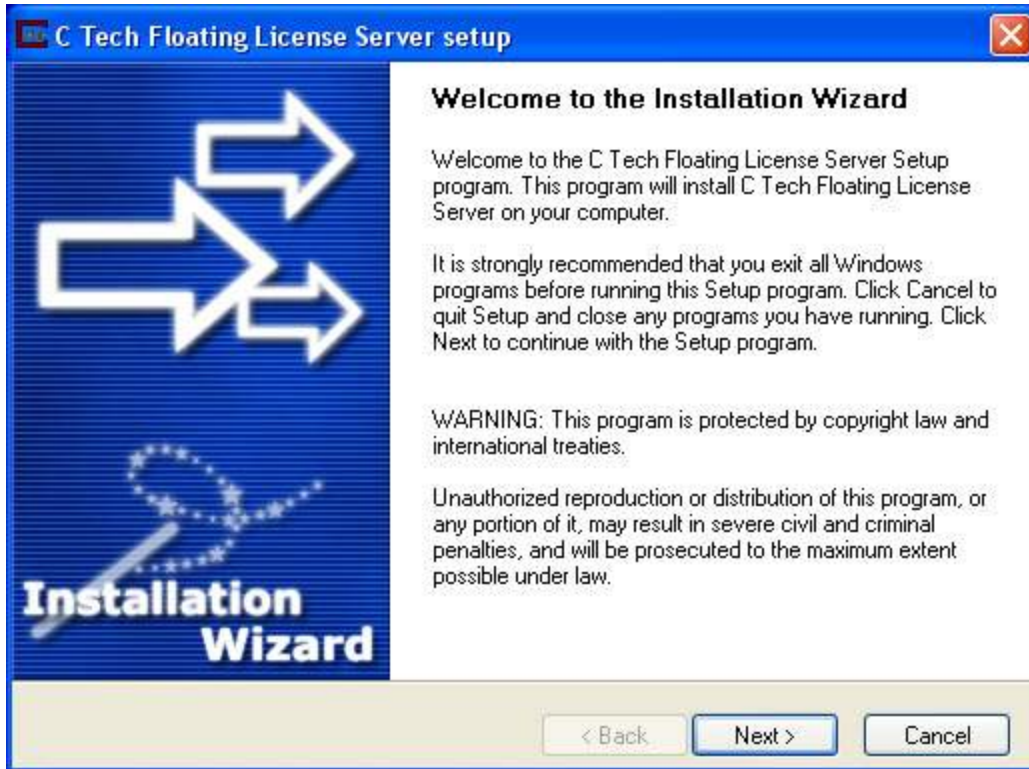 C Tech Floating License Server setup
Welcome to the Installation Wizard
Welcome to the C Tech Floating License Server Setup
program. This program will install C Tech Floating License
Server on your computer.
It is strongly recommended that you exit all Windows
programs before running this Setup program. Click Cancel to
quit Setup and close any programs you have running. Click
Next to continue with the Setup program.
WARNING: This program is protected by copyright law and
international treaties.
Unauthorized reproduction or distribution of this program, or
any portion of it, may result in severe civil and criminal
penalties, and will be prosecuted to the maximum extent
possible under law.
Installation
Wizard
< Back
Next >
Cancel